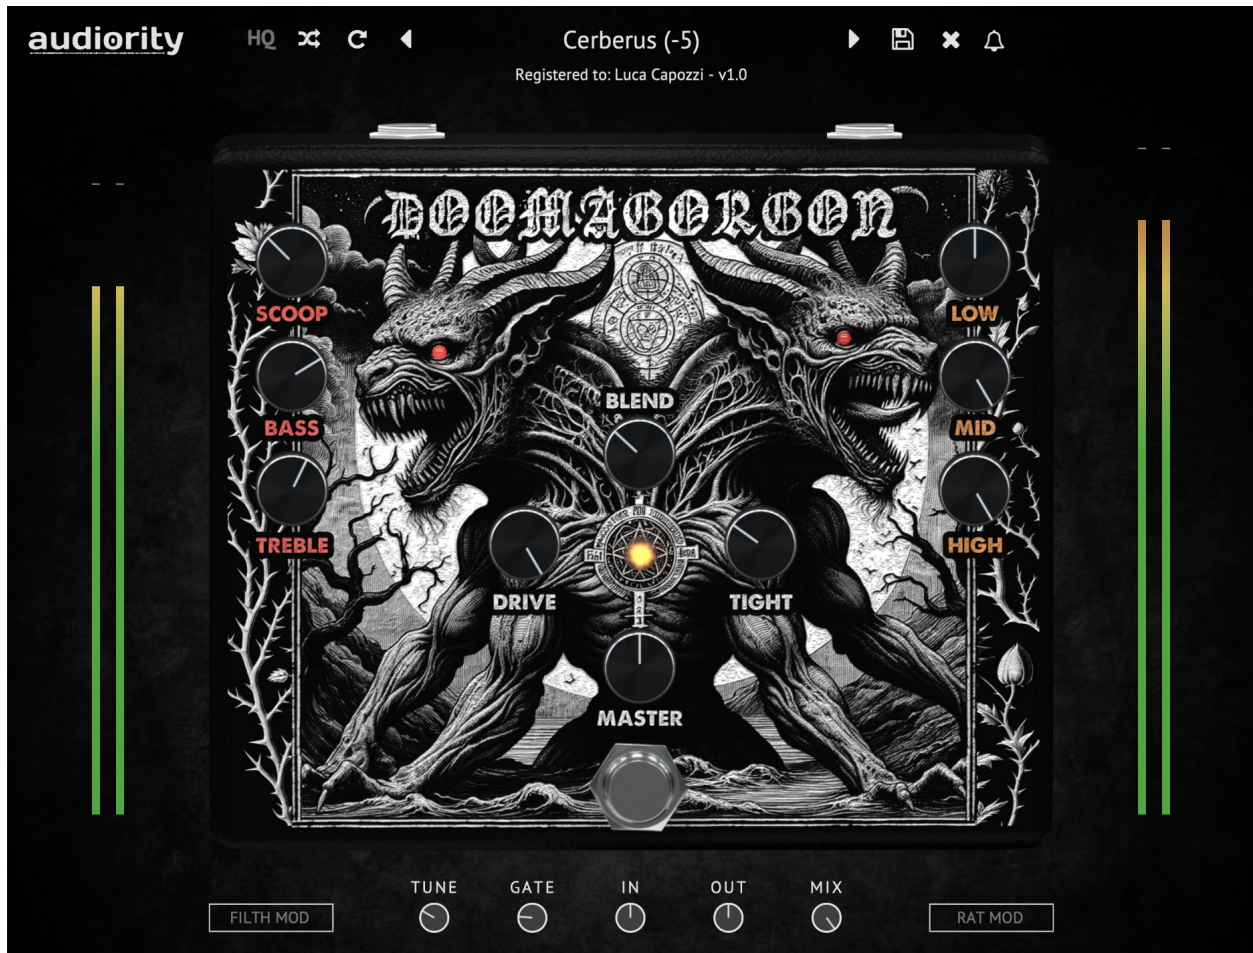 audiority
HQ
Cerberus (-5)
Registered to: Luca Capozzi - v1.0
DOOMAGORGON
SCOOP
LOW
BLEND
BASS
MID
TREBLE
HIGH
DRIVE
TIGHT
MASTER
TUNE
GATE
IN
OUT
MIX
FILTH MOD
RAT MOD